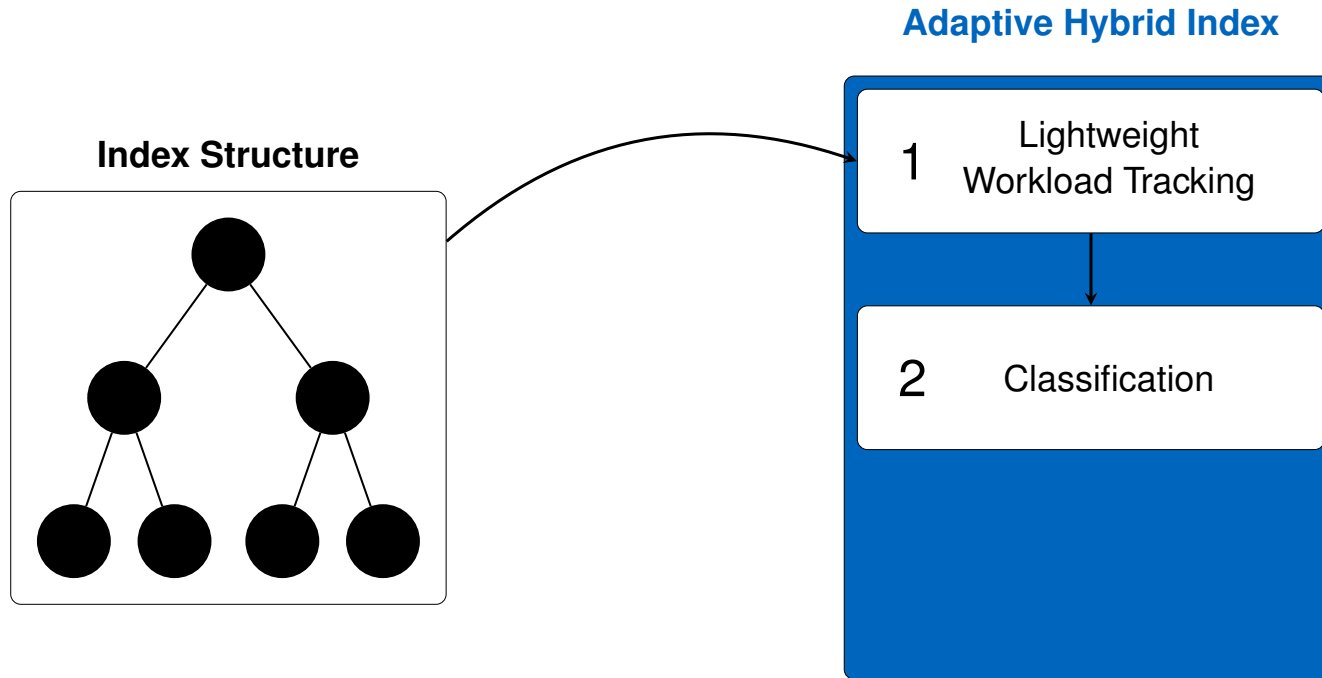 Adaptive Hybrid Index
Index Structure
1
Lightweight
Workload Tracking
2
Classification